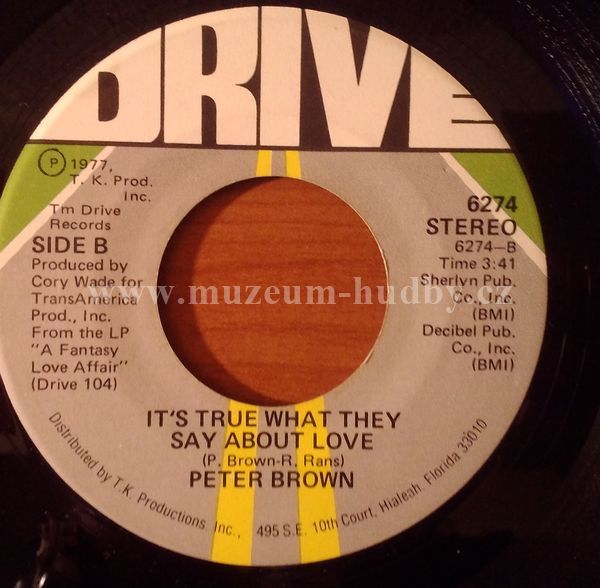 DRIVE
Ⓟ 1977,
T. K. Prod.
Inc.
Tm Drive
Records
SIDE B
Produced by
Cory Wade for
TransAmerica
Prod., Inc.
From the LP
"A Fantasy
Love Affair"
(Drive 104)
6274
STEREO
6274-B
Time 3:41
Sherlyn Pub.
Co., Inc.
(BMI)
Decibel Pub.
Co., Inc.
(BMI)
www.muzeum-hudby.cz
IT'S TRUE WHAT THEY
SAY ABOUT LOVE
(P. Brown-R. Rans)
PETER BROWN
Distributed by T.K. Productions Inc., 495 S.E. 10th Court, Hialeah, Florida 33010